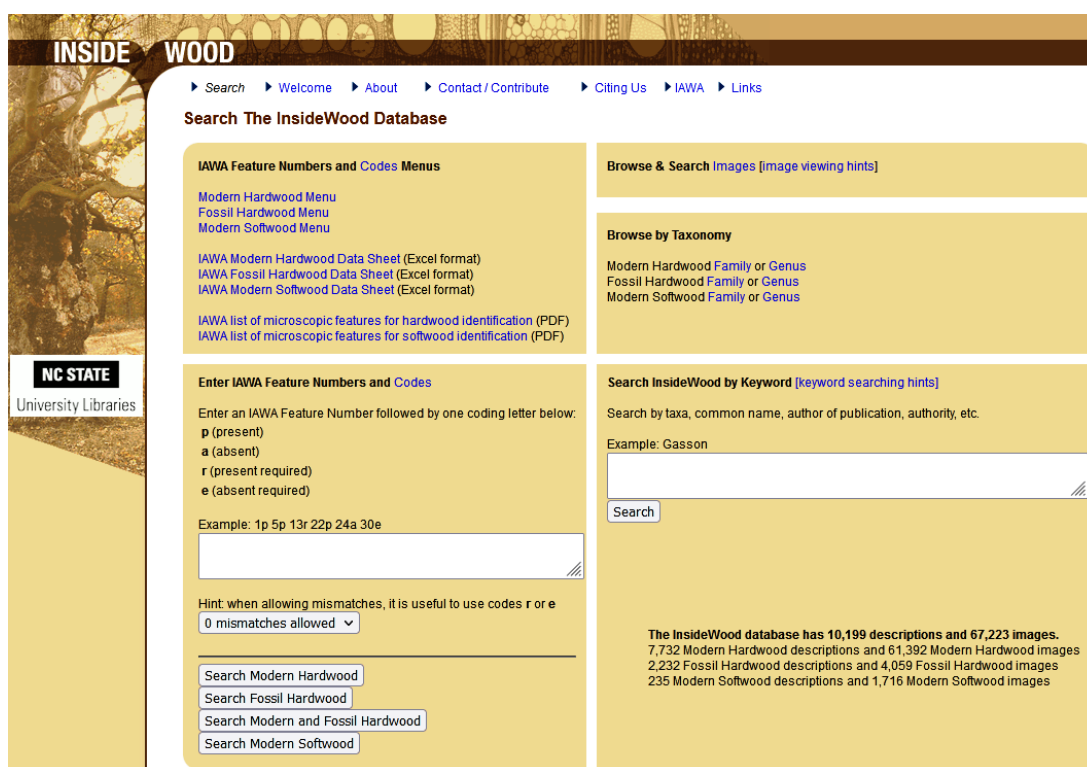 INSIDE WOOD
Search Welcome About Contact / Contribute Citing Us IAWA Links
Search The InsideWood Database
IAWA Feature Numbers and Codes Menus
Modern Hardwood Menu
Fossil Hardwood Menu
Modern Softwood Menu
IAWA Modern Hardwood Data Sheet (Excel format)
IAWA Fossil Hardwood Data Sheet (Excel format)
IAWA Modern Softwood Data Sheet (Excel format)
IAWA list of microscopic features for hardwood identification (PDF)
IAWA list of microscopic features for softwood identification (PDF)
Browse & Search Images [image viewing hints]
Browse by Taxonomy
Modern Hardwood Family or Genus
Fossil Hardwood Family or Genus
Modern Softwood Family or Genus
NC STATE
University Libraries
Enter IAWA Feature Numbers and Codes
Enter an IAWA Feature Number followed by one coding letter below:
p (present)
a (absent)
r (present required)
e (absent required)
Example: 1p 5p 13r 22p 24a 30e
Hint: when allowing mismatches, it is useful to use codes r or e
0 mismatches allowed
Search Modern Hardwood
Search Fossil Hardwood
Search Modern and Fossil Hardwood
Search Modern Softwood
Search InsideWood by Keyword [keyword searching hints]
Search by taxa, common name, author of publication, authority, etc.
Example: Gasson
Search
The InsideWood database has 10,199 descriptions and 67,223 images.
7,732 Modern Hardwood descriptions and 61,392 Modern Hardwood images
2,232 Fossil Hardwood descriptions and 4,059 Fossil Hardwood images
235 Modern Softwood descriptions and 1,716 Modern Softwood images